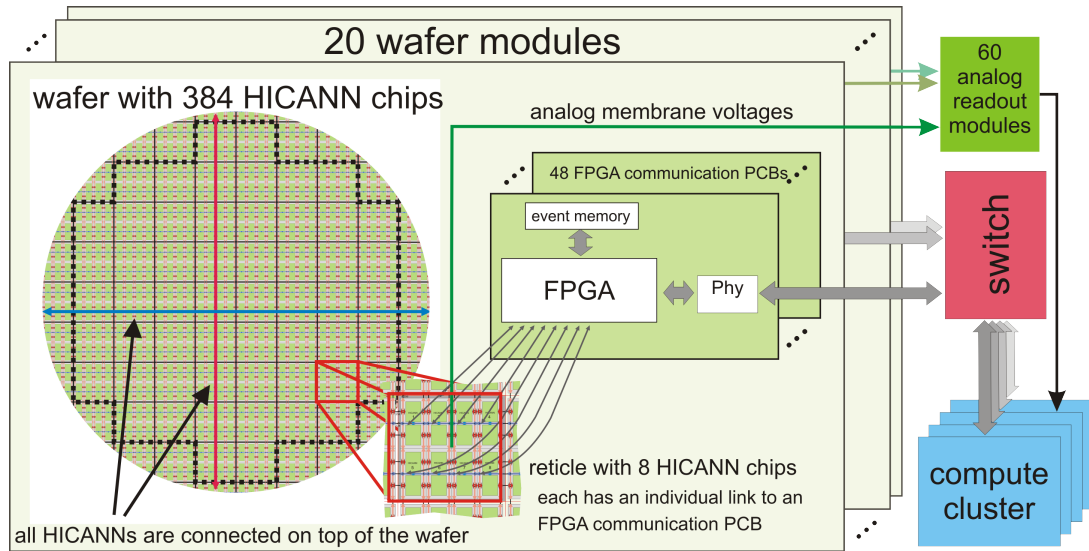 20 wafer modules
wafer with 384 HICANN chips
analog membrane voltages
60
analog
readout
modules
48 FPGA communication PCBs
event memory
FPGA
Phy
switch
reticle with 8 HICANN chips
each has an individual link to an
FPGA communication PCB
all HICANNs are connected on top of the wafer
compute
cluster